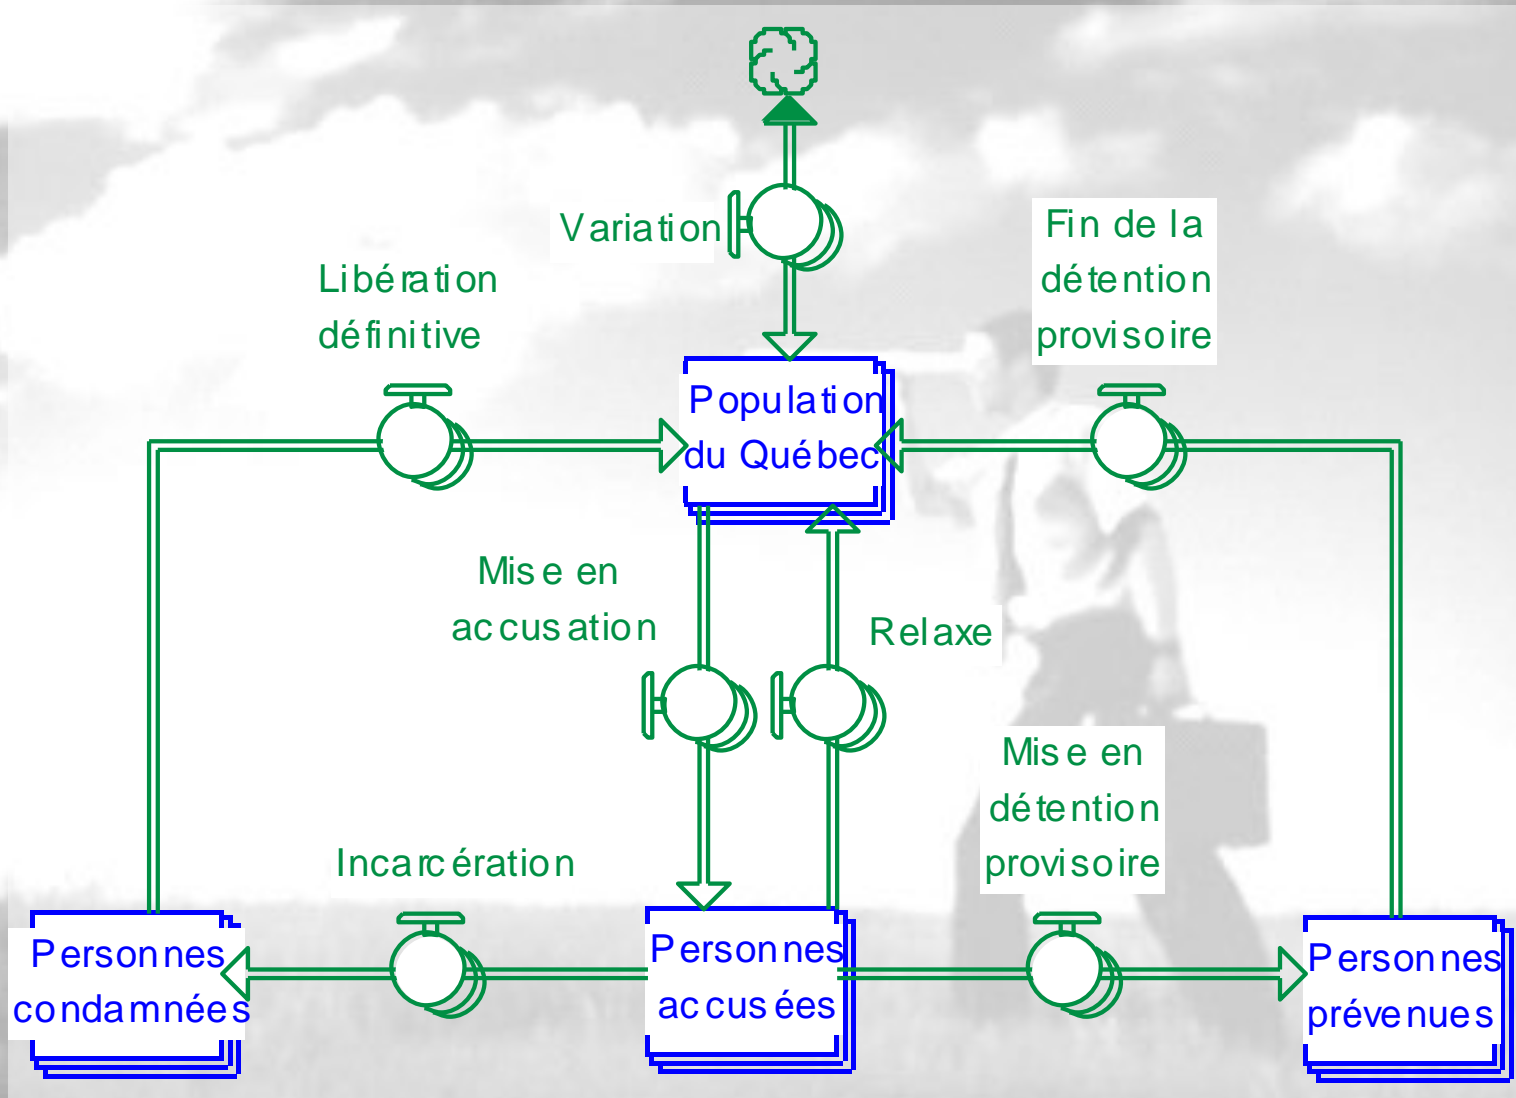 Variation
Fin de la
détention
provisoire
Libération
définitive
Population
du Québec
Mise en
accusation
Relaxe
Mise en
détention
provisoire
Incarcération
Personnes
condamnées
Personnes
accusées
Personnes
prévenues